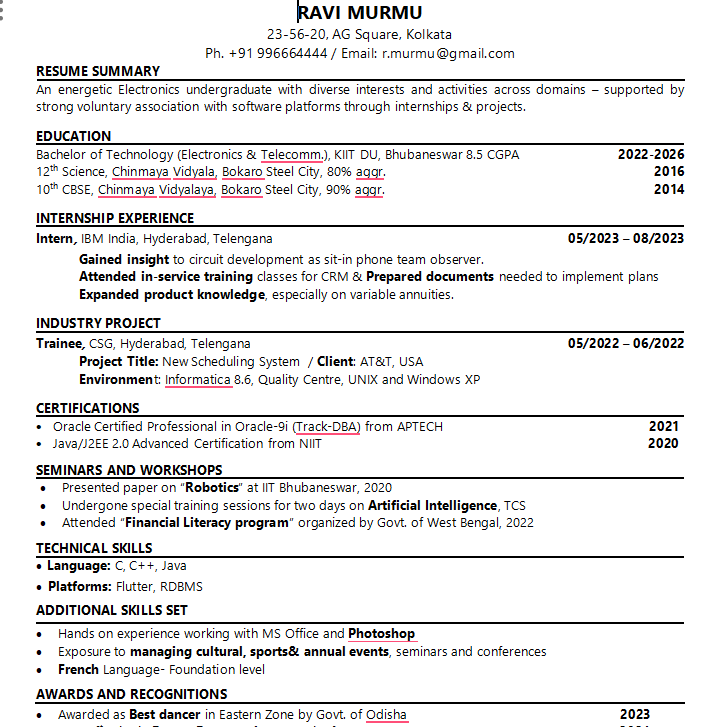 RAVI MURMU
23-56-20, AG Square, Kolkata
Ph. +91 996664444 / Email: r.murmu@gmail.com
RESUME SUMMARY
An energetic Electronics undergraduate with diverse interests and activities across domains – supported by
strong voluntary association with software platforms through internships & projects.
EDUCATION
Bachelor of Technology (Electronics & Telecomm.), KIIT DU, Bhubaneswar 8.5 CGPA 2022-2026
12th Science, Chinmaya Vidyala, Bokaro Steel City, 80% aggr. 2016
10th CBSE, Chinmaya Vidyalaya, Bokaro Steel City, 90% aggr. 2014
INTERNSHIP EXPERIENCE
Intern, IBM India, Hyderabad, Telengana 05/2023 – 08/2023
Gained insight to circuit development as sit-in phone team observer.
Attended in-service training classes for CRM & Prepared documents needed to implement plans
Expanded product knowledge, especially on variable annuities.
INDUSTRY PROJECT
Trainee, CSG, Hyderabad, Telengana 05/2022 – 06/2022
Project Title: New Scheduling System / Client: AT&T, USA
Environment: Informatica 8.6, Quality Centre, UNIX and Windows XP
CERTIFICATIONS
• Oracle Certified Professional in Oracle-9i (Track-DBA) from APTECH 2021
• Java/J2EE 2.0 Advanced Certification from NIIT 2020
SEMINARS AND WORKSHOPS
• Presented paper on “Robotics” at IIT Bhubaneswar, 2020
• Undergone special training sessions for two days on Artificial Intelligence, TCS
• Attended “Financial Literacy program” organized by Govt. of West Bengal, 2022
TECHNICAL SKILLS
• Language: C, C++, Java
• Platforms: Flutter, RDBMS
ADDITIONAL SKILLS SET
• Hands on experience working with MS Office and Photoshop
• Exposure to managing cultural, sports& annual events, seminars and conferences
• French Language- Foundation level
AWARDS AND RECOGNITIONS
• Awarded as Best dancer in Eastern Zone by Govt. of Odisha 2023